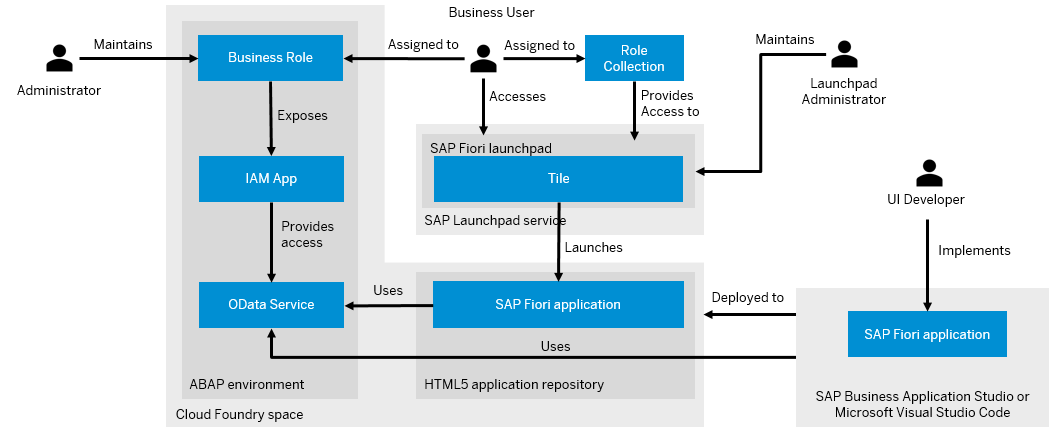 Business User
Maintains
Administrator
Business Role
Assigned to
Assigned to
Role
Collection
Maintains
Launchpad
Administrator
Exposes
Accesses
Provides
Access to
SAP Fiori launchpad
IAM App
Tile
SAP Launchpad service
UI Developer
Provides
access
Launches
Implements
OData Service
Uses
SAP Fiori application
Deployed to
SAP Fiori application
Uses
ABAP environment
HTML5 application repository
Cloud Foundry space
SAP Business Application Studio or
Microsoft Visual Studio Code